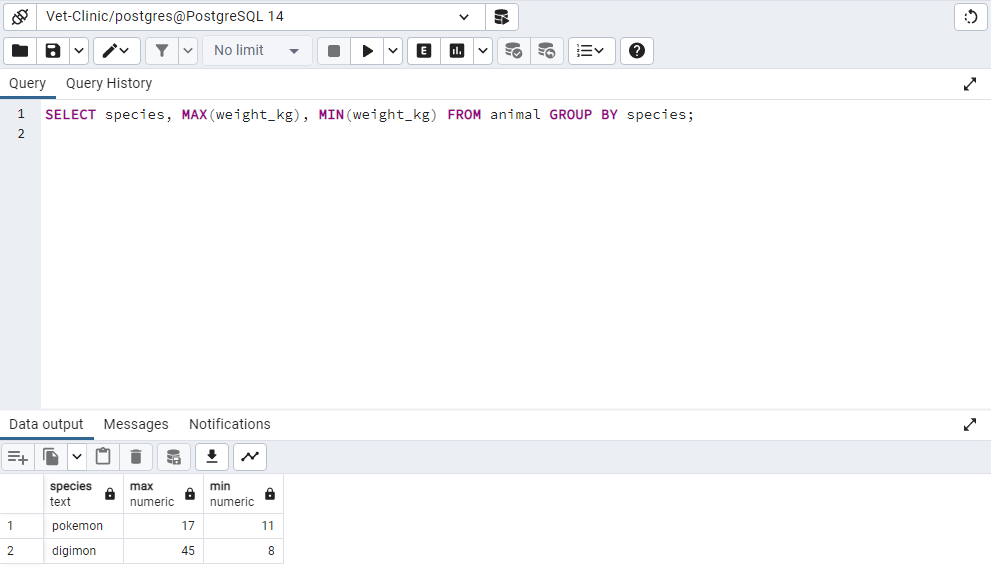 Vet-Clinic/postgres@PostgreSQL 14
No limit
E
Query Query History
1 SELECT species, MAX(weight_kg), MIN(weight_kg) FROM animal GROUP BY species;
2
Data output Messages Notifications
species max min
text numeric numeric
1 pokemon 17 11
2 digimon 45 8